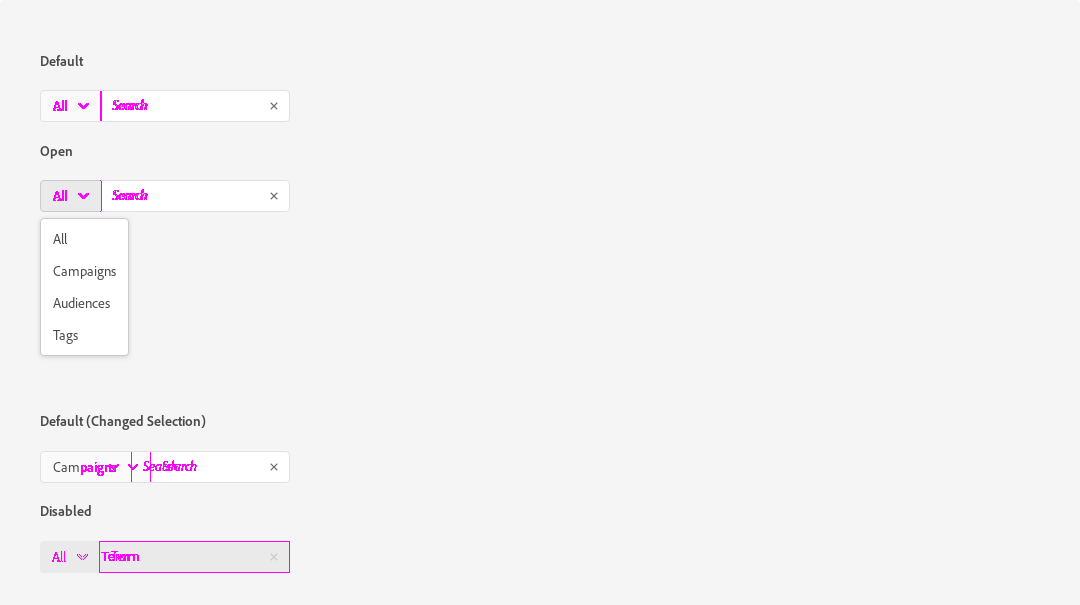 Default
All Search
Open
All Search
All
Campaigns
Audiences
Tags
Default (Changed Selection)
Campaigns Search
Disabled
All Term